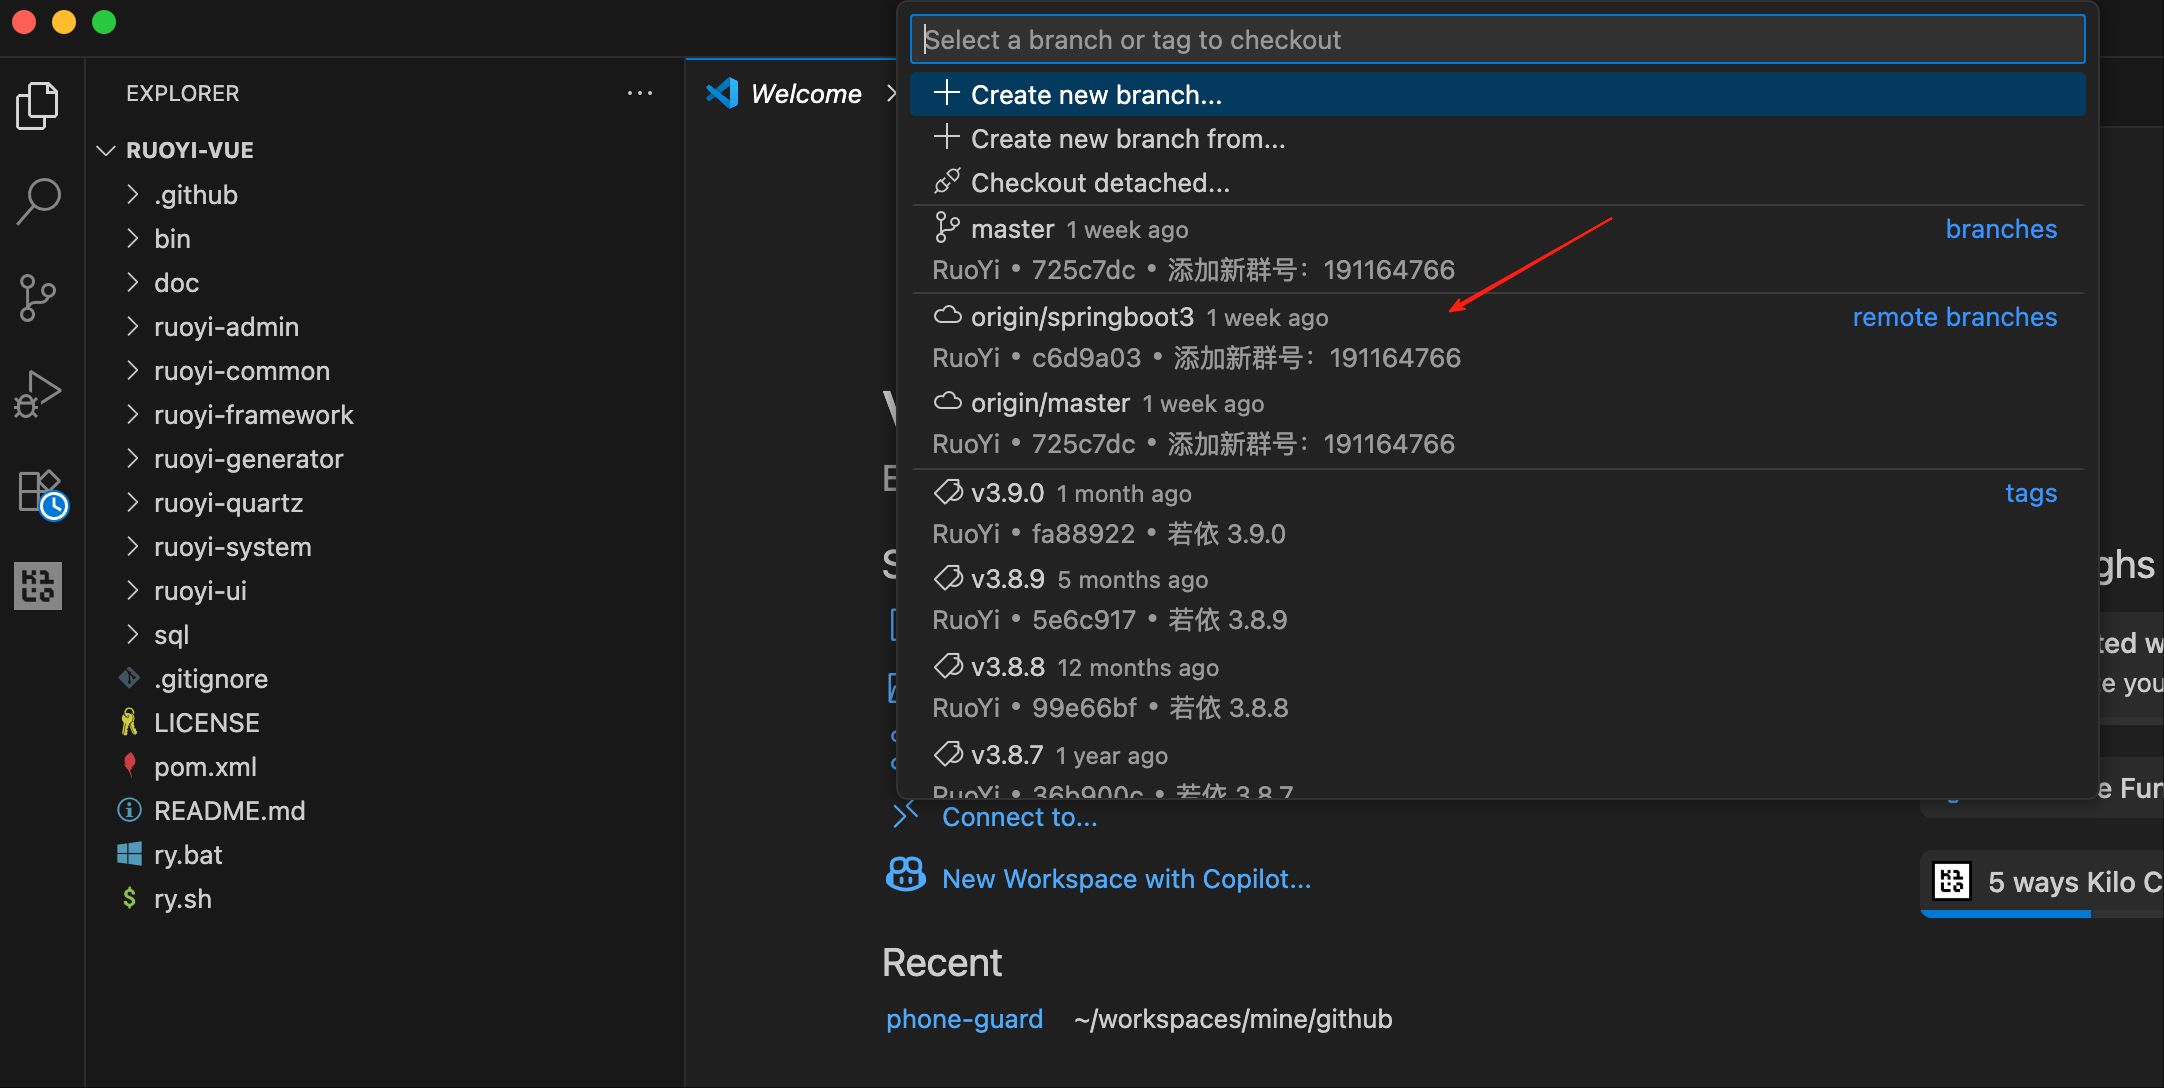 Select a branch or tag to checkout
EXPLORER
Welcome
Create new branch...
Create new branch from...
Checkout detached...
RUOYI-VUE
.github
bin
doc
ruoyi-admin
ruoyi-common
ruoyi-framework
ruoyi-generator
ruoyi-quartz
ruoyi-system
ruoyi-ui
sql
.gitignore
LICENSE
pom.xml
README.md
ry.bat
ry.sh
master 1 week ago branches
RuoYi • 725c7dc • 添加新群号：191164766
origin/springboot3 1 week ago remote branches
RuoYi • c6d9a03 • 添加新群号：191164766
origin/master 1 week ago
RuoYi • 725c7dc • 添加新群号：191164766
v3.9.0 1 month ago tags
RuoYi • fa88922 • 若依 3.9.0
v3.8.9 5 months ago
RuoYi • 5e6c917 • 若依 3.8.9
v3.8.8 12 months ago
RuoYi • 99e66bf • 若依 3.8.8
v3.8.7 1 year ago
RuoYi • 36b900c • 若依 3.8.7
Connect to...
New Workspace with Copilot...
Recent
phone-guard ~/workspaces/mine/github
ghs
ted w
e you
e Fur
5 ways Kilo C